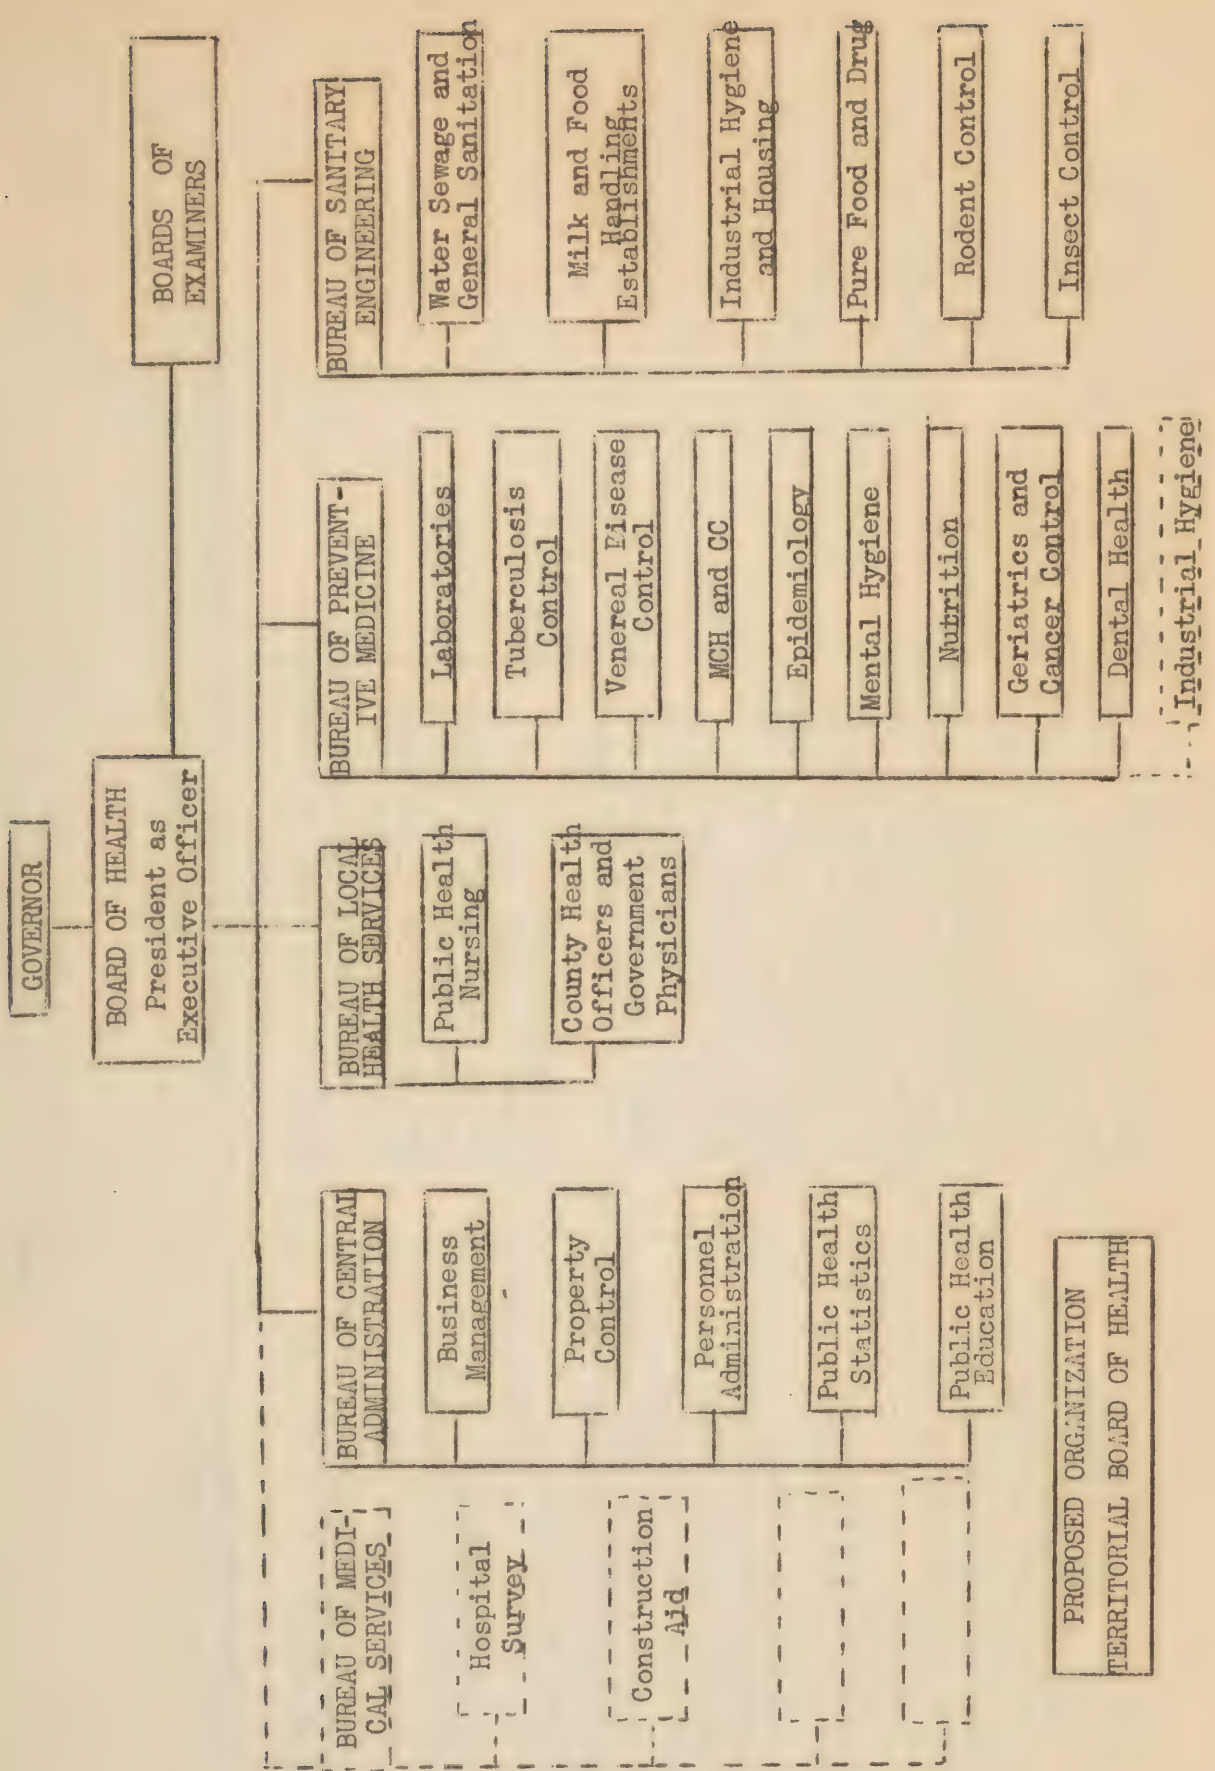 GOVERNOR
BOARD OF HEALTH
President as
Executive Officer
BOARDS OF
EXAMINERS
BUREAU OF MEDI-
CAL SERVICES
Hospital
Survey
Construction
Aid
BUREAU OF CENTRAL
ADMINISTRATION
Business
Management
Property
Control
Personnel
Administration
Public Health
Statistics
Public Health
Education
BUREAU OF LOCAL
HEALTH SERVICES
Public Health
Nursing
County Health
Officers and
Government
Physicians
BUREAU OF PREVENT-
IVE MEDICINE
Laboratories
Tuberculosis
Control
Venereal Disease
Control
MCH and CC
Epidemiology
Mental Hygiene
Nutrition
Geriatrics and
Cancer Control
Dental Health
Industrial Hygiene
BUREAU OF SANITARY
ENGINEERING
Water Sewage and
General Sanitation
Milk and Food
Handling
Establishments
Industrial Hygiene
and Housing
Pure Food and Drug
Rodent Control
Insect Control
PROPOSED ORGANIZATION
TERRITORIAL BOARD OF HEALTH